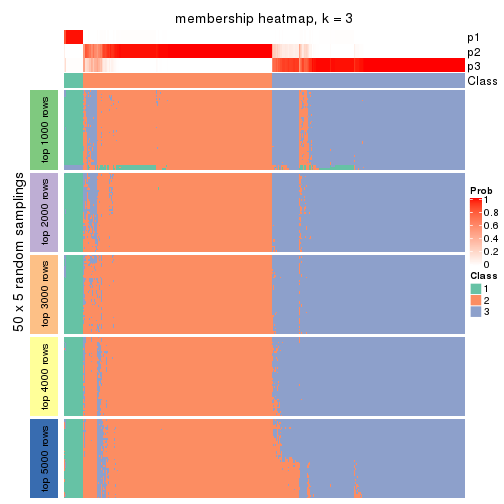 membership heatmap, k = 3
p1
p2
p3
Class
50 x 5 random samplings
top 1000 rows
top 2000 rows
top 3000 rows
top 4000 rows
top 5000 rows
Prob
1
0.8
0.6
0.4
0.2
0
Class
1
2
3